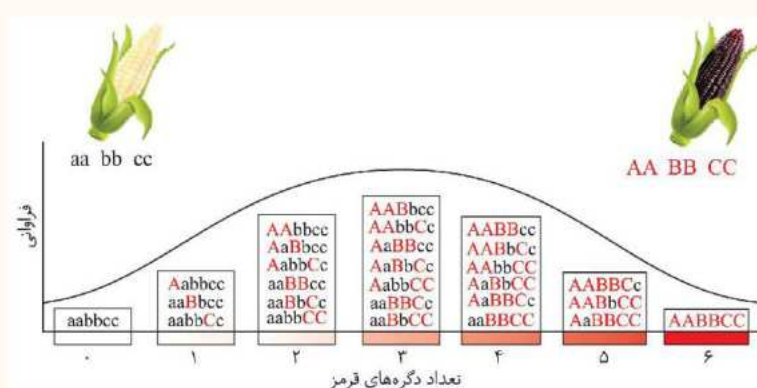 aa bb cc
AA BB CC
فراوانی
aabbcc
Aabbcc
aaBbcc
aabbCc
AAbbcc
AaBbcc
AabbCc
aaBBcc
aaBbCc
aabbCC
AABbcc
AAbbCc
AaBBcc
AaBbCc
AabbCC
aaBBCc
aaBbCC
AABBcc
AABbCc
AAbbCC
AaBbCC
AaBBCc
aaBBCC
AABBCc
AABbCC
AaBBCC
AABBCC
۰ ۱ ۲ ۳ ۴ ۵ ۶
تعداد دگره‌های قرمز